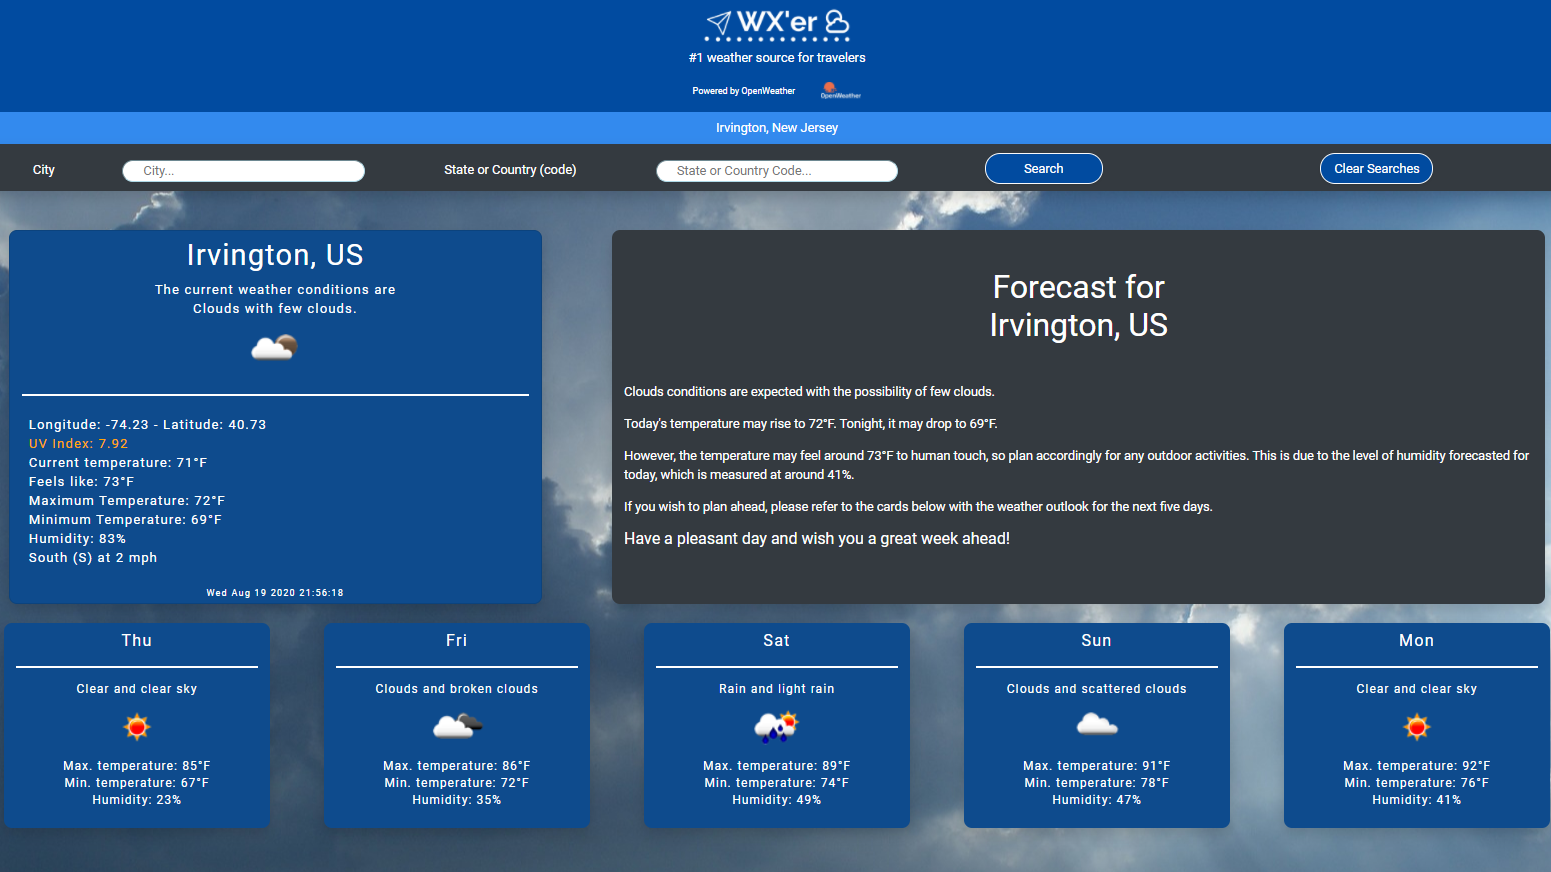 WX'er
#1 weather source for travelers
Powered by OpenWeather
OpenWeather
Irvington, New Jersey
City
City...
State or Country (code)
State or Country Code...
Search
Clear Searches
Irvington, US
The current weather conditions are
Clouds with few clouds.
Longitude: -74.23 - Latitude: 40.73
UV Index: 7.92
Current temperature: 71°F
Feels like: 73°F
Maximum Temperature: 72°F
Minimum Temperature: 69°F
Humidity: 83%
South (S) at 2 mph
Wed Aug 19 2020 21:56:18
Forecast for
Irvington, US
Clouds conditions are expected with the possibility of few clouds.
Today's temperature may rise to 72°F. Tonight, it may drop to 69°F.
However, the temperature may feel around 73°F to human touch, so plan accordingly for any outdoor activities. This is due to the level of humidity forecasted for
today, which is measured at around 41%.
If you wish to plan ahead, please refer to the cards below with the weather outlook for the next five days.
Have a pleasant day and wish you a great week ahead!
Thu
Clear and clear sky
Max. temperature: 85°F
Min. temperature: 67°F
Humidity: 23%
Fri
Clouds and broken clouds
Max. temperature: 86°F
Min. temperature: 72°F
Humidity: 35%
Sat
Rain and light rain
Max. temperature: 89°F
Min. temperature: 74°F
Humidity: 49%
Sun
Clouds and scattered clouds
Max. temperature: 91°F
Min. temperature: 78°F
Humidity: 47%
Mon
Clear and clear sky
Max. temperature: 92°F
Min. temperature: 76°F
Humidity: 41%